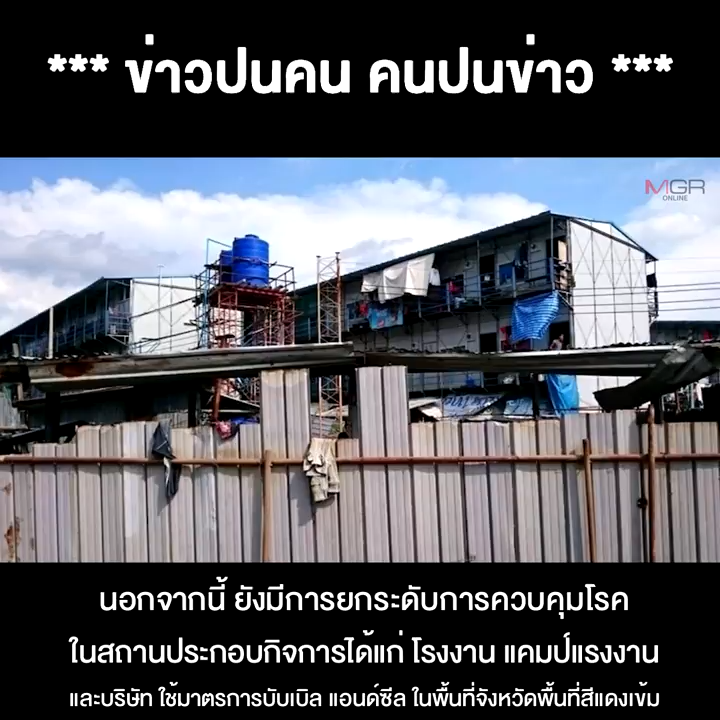 *** ข่าวปนคน คนปนข่าว ***
MGR
ONLINE
นอกจากนี้ ยังมีการยกระดับการควบคุมโรค
ในสถานประกอบกิจการได้แก่ โรงงาน แคมป์แรงงาน
และบริษัท ใช้มาตรการบับเบิล แอนด์ซีล ในพื้นที่จังหวัดพื้นที่สีแดงเข้ม